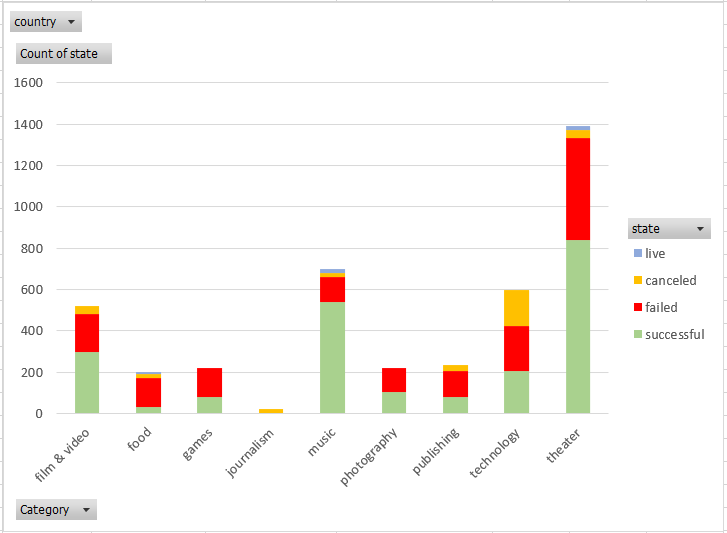 country
Count of state
1600
1400
1200
1000
800
600
400
200
0
film & video
food
games
journalism
music
photography
publishing
technology
theater
state
live
canceled
failed
successful
Category